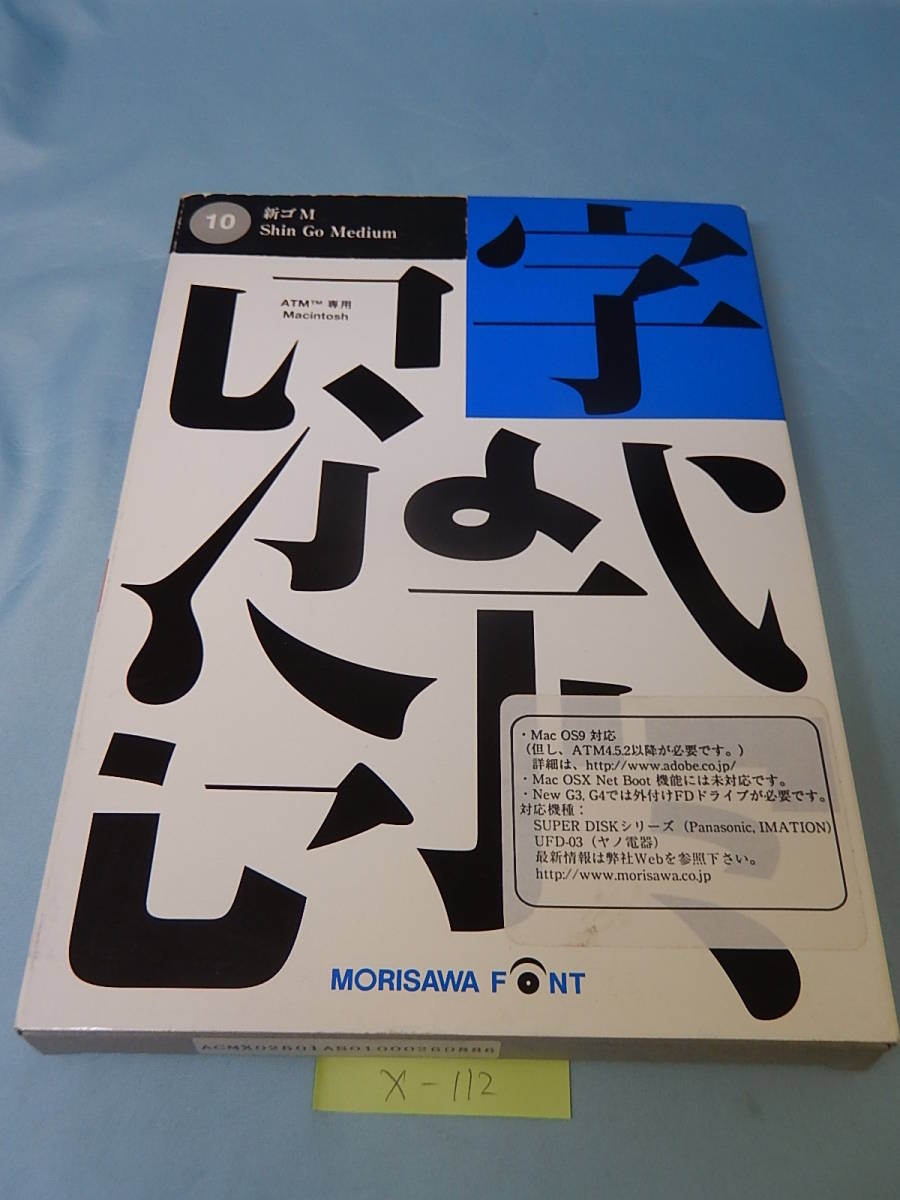 10
新ゴM
Shin Go Medium
ATM™ 専用
Macintosh
字
・Mac OS9 対応
(但し、ATM4.5.2以降が必要です。)
詳細は、http://www.adobe.co.jp/
・Mac OSX Net Boot 機能には未対応です。
・New G3, G4では外付けFDドライブが必要です。
対応機種：
SUPER DISKシリーズ (Panasonic, IMATION)
UFD-03 (ヤノ電器)
最新情報は弊社Webを参照下さい。
http://www.morisawa.co.jp
MORISAWA FONT
ACMX02601AS01000260886
X-112